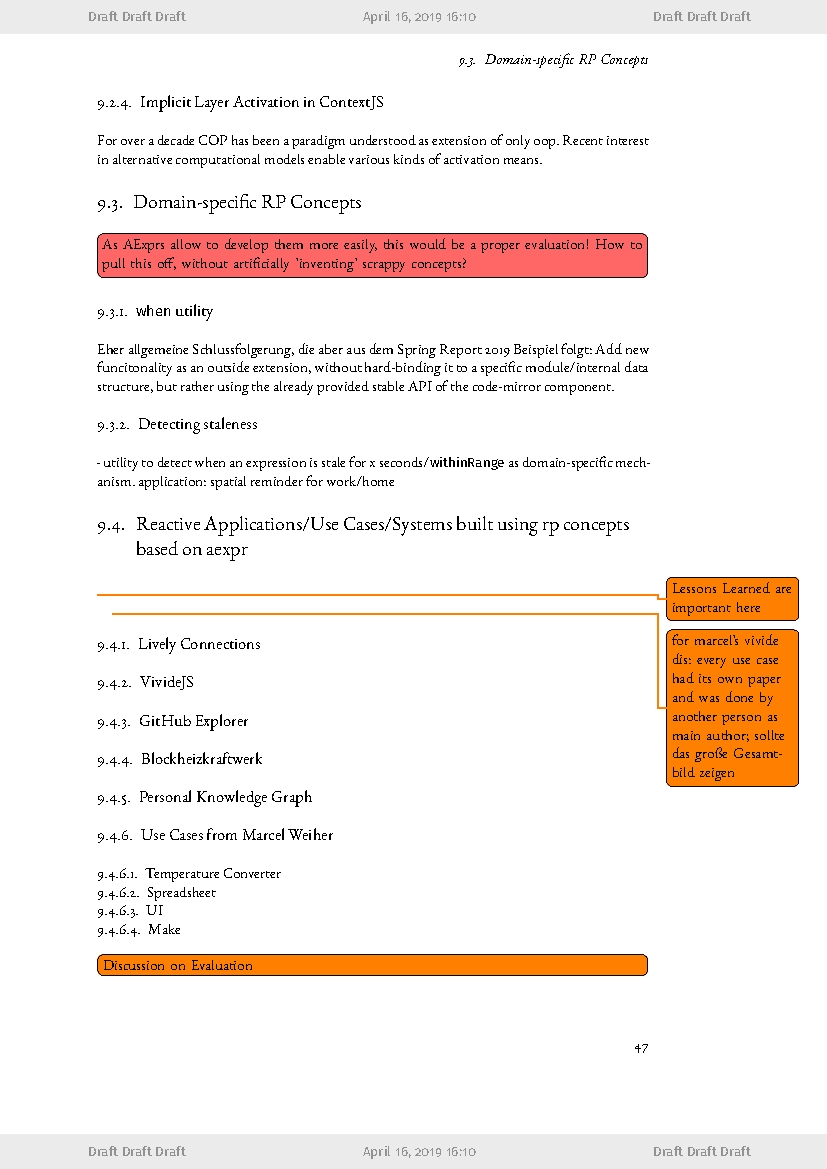 Draft Draft Draft April 16, 2019 16:10 Draft Draft Draft
9.3. Domain-specific RP Concepts
9.2.4. Implicit Layer Activation in ContextJS
For over a decade COP has been a paradigm understood as extension of only oop. Recent interest
in alternative computational models enable various kinds of activation means.
9.3. Domain-specific RP Concepts
As AExprs allow to develop them more easily, this would be a proper evaluation! How to
pull this off, without artificially 'inventing' scrappy concepts?
9.3.1. when utility
Eher allgemeine Schlussfolgerung, die aber aus dem Spring Report 2019 Beispiel folgt: Add new
funcitonality as an outside extension, without hard-binding it to a specific module/internal data
structure, but rather using the already provided stable API of the code-mirror component.
9.3.2. Detecting staleness
- utility to detect when an expression is stale for x seconds/withinRange as domain-specific mech-
anism. application: spatial reminder for work/home
9.4. Reactive Applications/Use Cases/Systems built using rp concepts
based on aexpr
Lessons Learned are
important here
for marcel's vivide
dis: every use case
had its own paper
and was done by
another person as
main author; sollte
das große Gesamt-
bild zeigen
9.4.1. Lively Connections
9.4.2. VivideJS
9.4.3. GitHub Explorer
9.4.4. Blockheizkraftwerk
9.4.5. Personal Knowledge Graph
9.4.6. Use Cases from Marcel Weiher
9.4.6.1. Temperature Converter
9.4.6.2. Spreadsheet
9.4.6.3. UI
9.4.6.4. Make
Discussion on Evaluation
47
Draft Draft Draft April 16, 2019 16:10 Draft Draft Draft